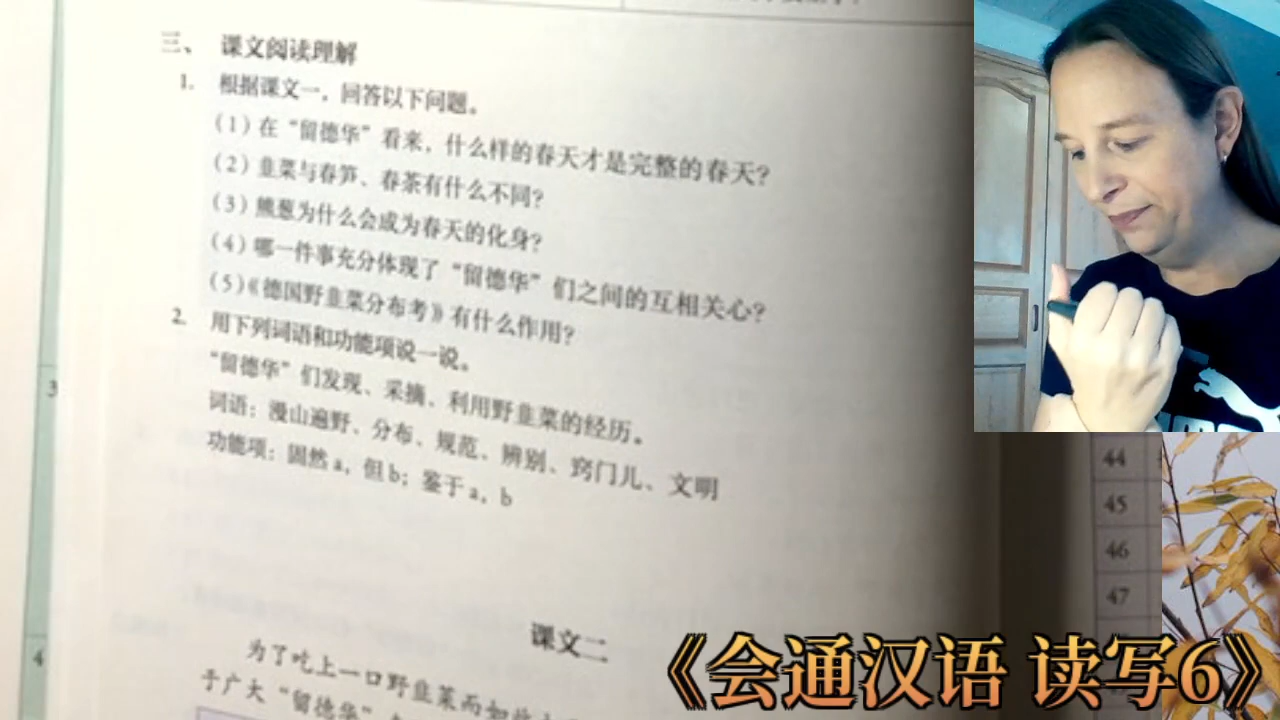 三、 课文阅读理解
1. 根据课文一，回答以下问题。
（1）在“留德华”看来，什么样的春天才是完整的春天？
（2）韭菜与春笋、春茶有什么不同？
（3）熊葱为什么会成为春天的化身？
（4）哪一件事充分体现了“留德华”们之间的互相关心？
（5）《德国野韭菜分布考》有什么作用？
2. 用下列词语和功能项说一说。
“留德华”们发现、采摘、利用野韭菜的经历。
词语：漫山遍野、分布、规范、辨别、窍门儿、文明
功能项：固然a，但b；鉴于a，b
课文二
为了吃上一口野韭菜而如此
于广大“留德华”
3
4
44
45
46
47
《会通汉语 读写6》